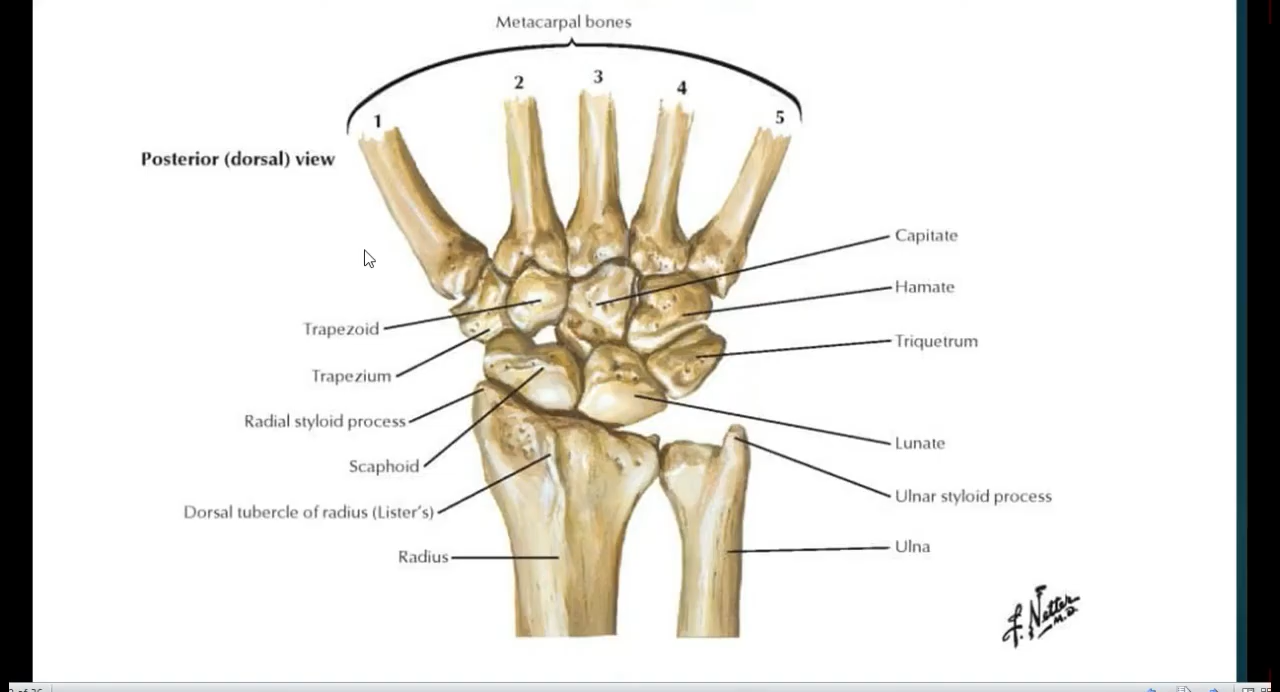 Metacarpal bones
1
2
3
4
5
Posterior (dorsal) view
Capitate
Hamate
Trapezoid
Triquetrum
Trapezium
Radial styloid process
Lunate
Scaphoid
Ulnar styloid process
Dorsal tubercle of radius (Lister's)
Ulna
Radius
F. Netter
M.D.